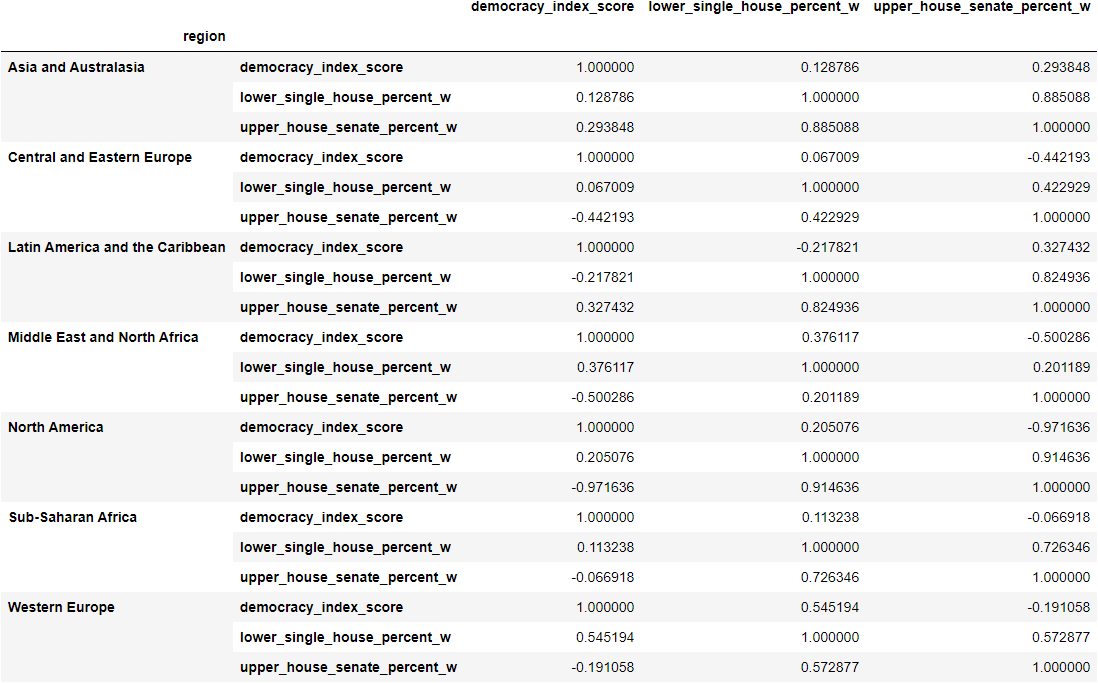 democracy_index_score lower_single_house_percent_w upper_house_senate_percent_w
region
Asia and Australasia democracy_index_score 1.000000 0.128786 0.293848
lower_single_house_percent_w 0.128786 1.000000 0.885088
upper_house_senate_percent_w 0.293848 0.885088 1.000000
Central and Eastern Europe democracy_index_score 1.000000 0.067009 -0.442193
lower_single_house_percent_w 0.067009 1.000000 0.422929
upper_house_senate_percent_w -0.442193 0.422929 1.000000
Latin America and the Caribbean democracy_index_score 1.000000 -0.217821 0.327432
lower_single_house_percent_w -0.217821 1.000000 0.824936
upper_house_senate_percent_w 0.327432 0.824936 1.000000
Middle East and North Africa democracy_index_score 1.000000 0.376117 -0.500286
lower_single_house_percent_w 0.376117 1.000000 0.201189
upper_house_senate_percent_w -0.500286 0.201189 1.000000
North America democracy_index_score 1.000000 0.205076 -0.971636
lower_single_house_percent_w 0.205076 1.000000 0.914636
upper_house_senate_percent_w -0.971636 0.914636 1.000000
Sub-Saharan Africa democracy_index_score 1.000000 0.113238 -0.066918
lower_single_house_percent_w 0.113238 1.000000 0.726346
upper_house_senate_percent_w -0.066918 0.726346 1.000000
Western Europe democracy_index_score 1.000000 0.545194 -0.191058
lower_single_house_percent_w 0.545194 1.000000 0.572877
upper_house_senate_percent_w -0.191058 0.572877 1.000000